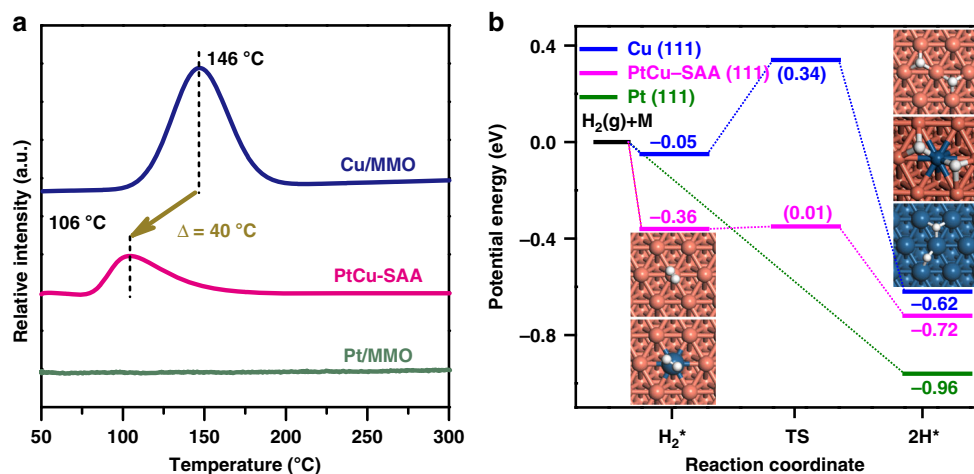 a
146 °C
Cu/MMO
106 °C
Δ = 40 °C
PtCu-SAA
Pt/MMO
Relative intensity (a.u.)
50 100 150 200 250 300
Temperature (°C)
b
Cu (111)
PtCu–SAA (111)
Pt (111)
H₂(g)+M
(0.34)
−0.05
−0.36
(0.01)
−0.62
−0.72
−0.96
0.4
0.0
−0.4
−0.8
Potential energy (eV)
H₂* TS 2H*
Reaction coordinate